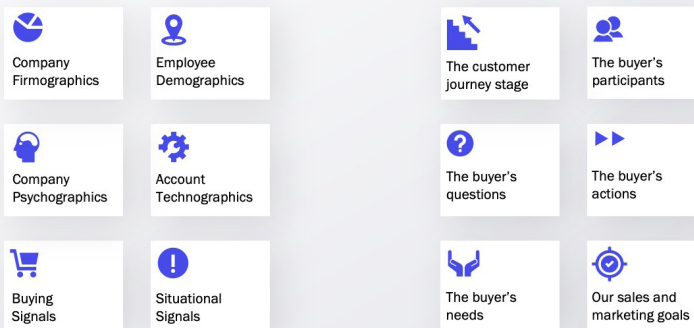 Company
Firmographics
Employee
Demographics
The customer
journey stage
The buyer's
participants
Company
Psychographics
Account
Technographics
The buyer's
questions
The buyer's
actions
Buying
Signals
Situational
Signals
The buyer's
needs
Our sales and
marketing goals